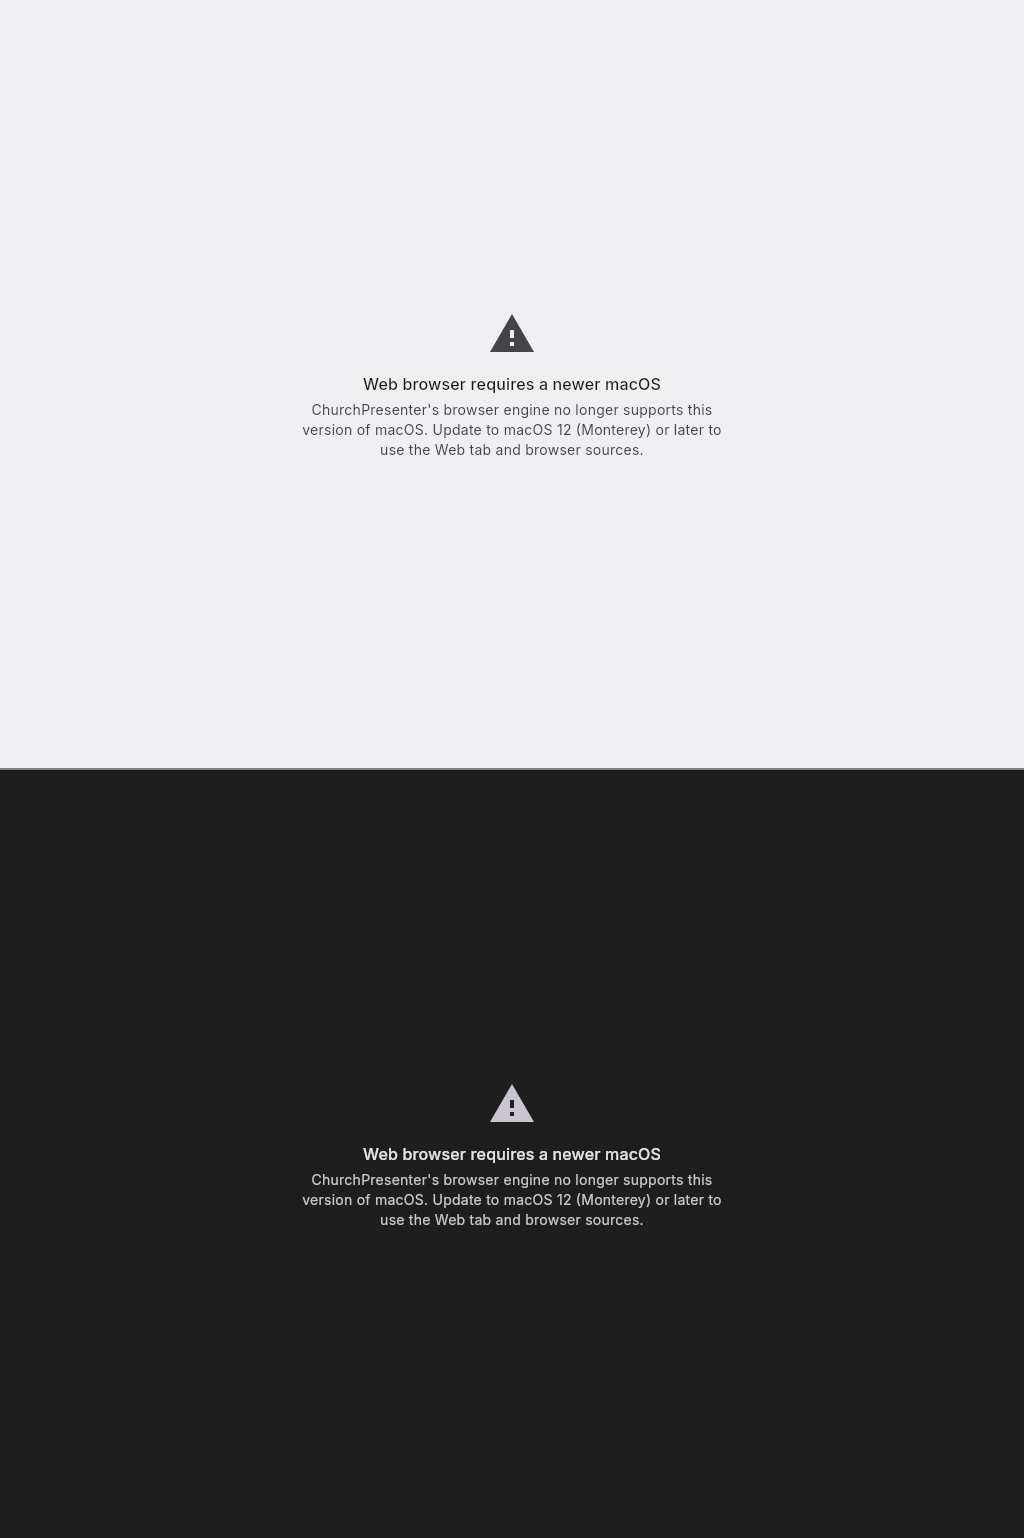 Web browser requires a newer macOS
ChurchPresenter's browser engine no longer supports this
version of macOS. Update to macOS 12 (Monterey) or later to
use the Web tab and browser sources.
Web browser requires a newer macOS
ChurchPresenter's browser engine no longer supports this
version of macOS. Update to macOS 12 (Monterey) or later to
use the Web tab and browser sources.